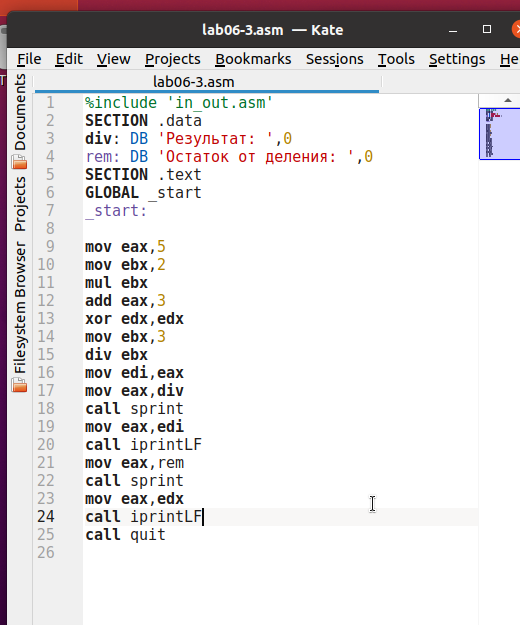 lab06-3.asm — Kate
File Edit View Projects Bookmarks Sessions Tools Settings He
lab06-3.asm
Documents
Projects
Filesystem Browser
1 %include 'in_out.asm'
2 SECTION .data
3 div: DB 'Результат: ',0
4 rem: DB 'Остаток от деления: ',0
5 SECTION .text
6 GLOBAL _start
7 _start:
8
9 mov eax,5
10 mov ebx,2
11 mul ebx
12 add eax,3
13 xor edx,edx
14 mov ebx,3
15 div ebx
16 mov edi,eax
17 mov eax,div
18 call sprint
19 mov eax,edi
20 call iprintLF
21 mov eax,rem
22 call sprint
23 mov eax,edx
24 call iprintLF
25 call quit
26